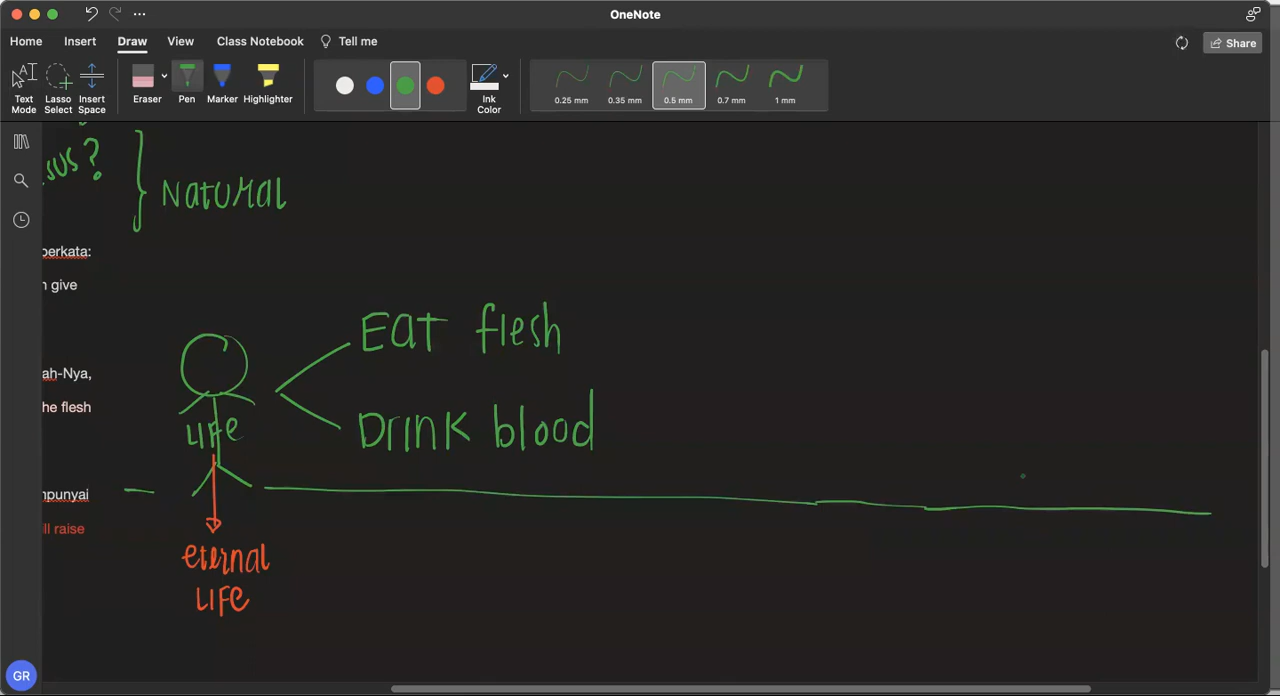 OneNote
Home Insert Draw View Class Notebook Tell me
Share
Text Mode
Lasso Select
Insert Space
Eraser
Pen
Marker
Highlighter
Ink Color
0.25 mm
0.35 mm
0.5 mm
0.7 mm
1 mm
sus?
Natural
berkata:
n give
Eat flesh
ah-Nya,
he flesh
LIFe
Drink blood
npunyai
ll raise
eternal
LIFe
GR